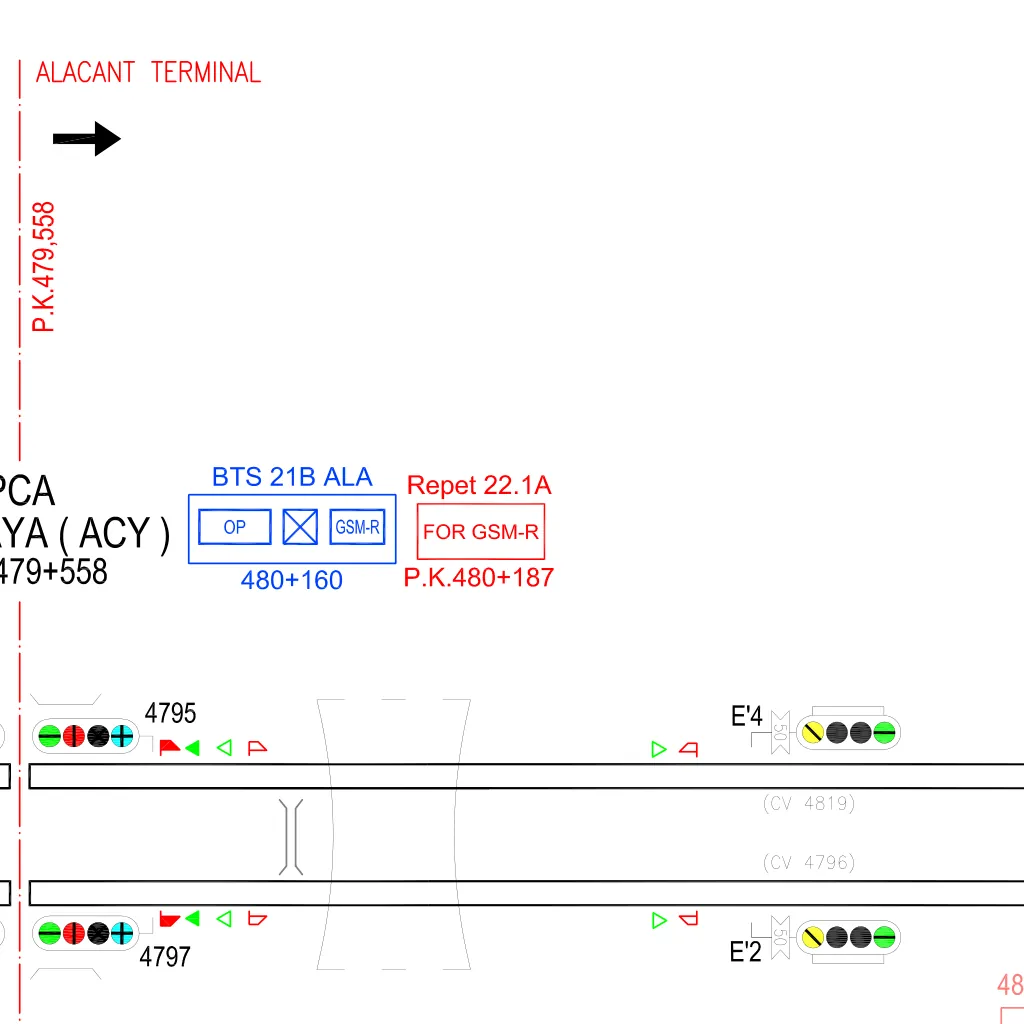 ALACANT TERMINAL
P.K.479,558
PCA
AYA ( ACY )
479+558
BTS 21B ALA
OP
GSM-R
480+160
Repet 22.1A
FOR GSM-R
P.K.480+187
4795
E'4
50
(CV 4819)
(CV 4796)
4797
E'2
50
48